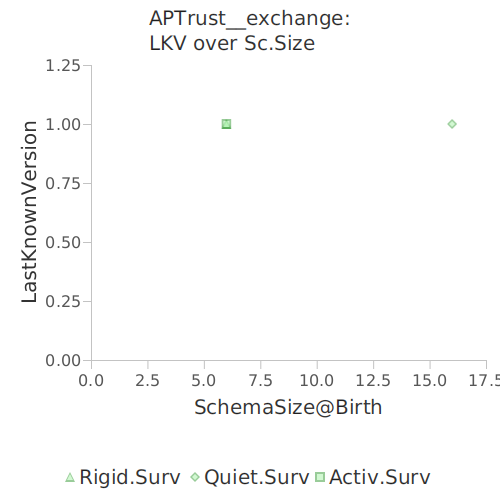 APTrust__exchange:
LKV over Sc.Size
1.25
1.00
0.75
0.50
0.25
0.00
LastKnownVersion
0.0 2.5 5.0 7.5 10.0 12.5 15.0 17.5
SchemaSize@Birth
Rigid.Surv Quiet.Surv Activ.Surv